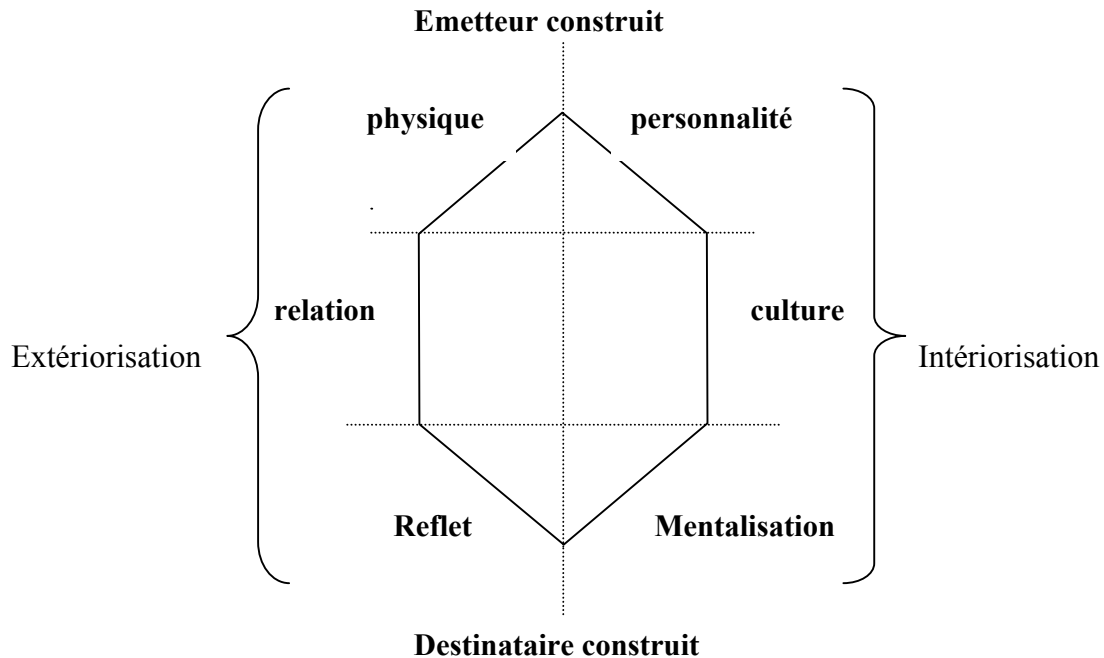 Emetteur construit
physique personnalité
relation culture
Extériorisation Intériorisation
Reflet Mentalisation
Destinataire construit